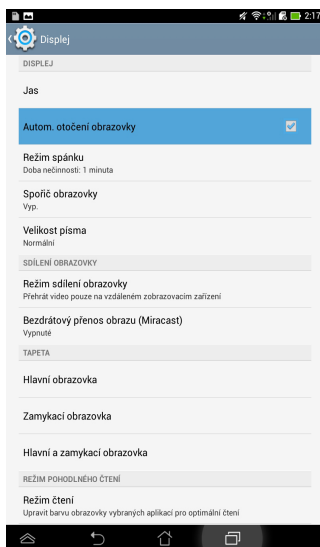 2:17
Displej
DISPLEJ
Jas
Autom. otočení obrazovky
Režim spánku
Doba nečinnosti: 1 minuta
Spořič obrazovky
Vyp.
Velikost písma
Normální
SDÍLENÍ OBRAZOVKY
Režim sdílení obrazovky
Přehrát video pouze na vzdáleném zobrazovacím zařízení
Bezdrátový přenos obrazu (Miracast)
Vypnuté
TAPETA
Hlavní obrazovka
Zamykací obrazovka
Hlavní a zamykací obrazovka
REŽIM POHODLNÉHO ČTENÍ
Režim čtení
Upravit barvu obrazovky vybraných aplikací pro optimální čtení